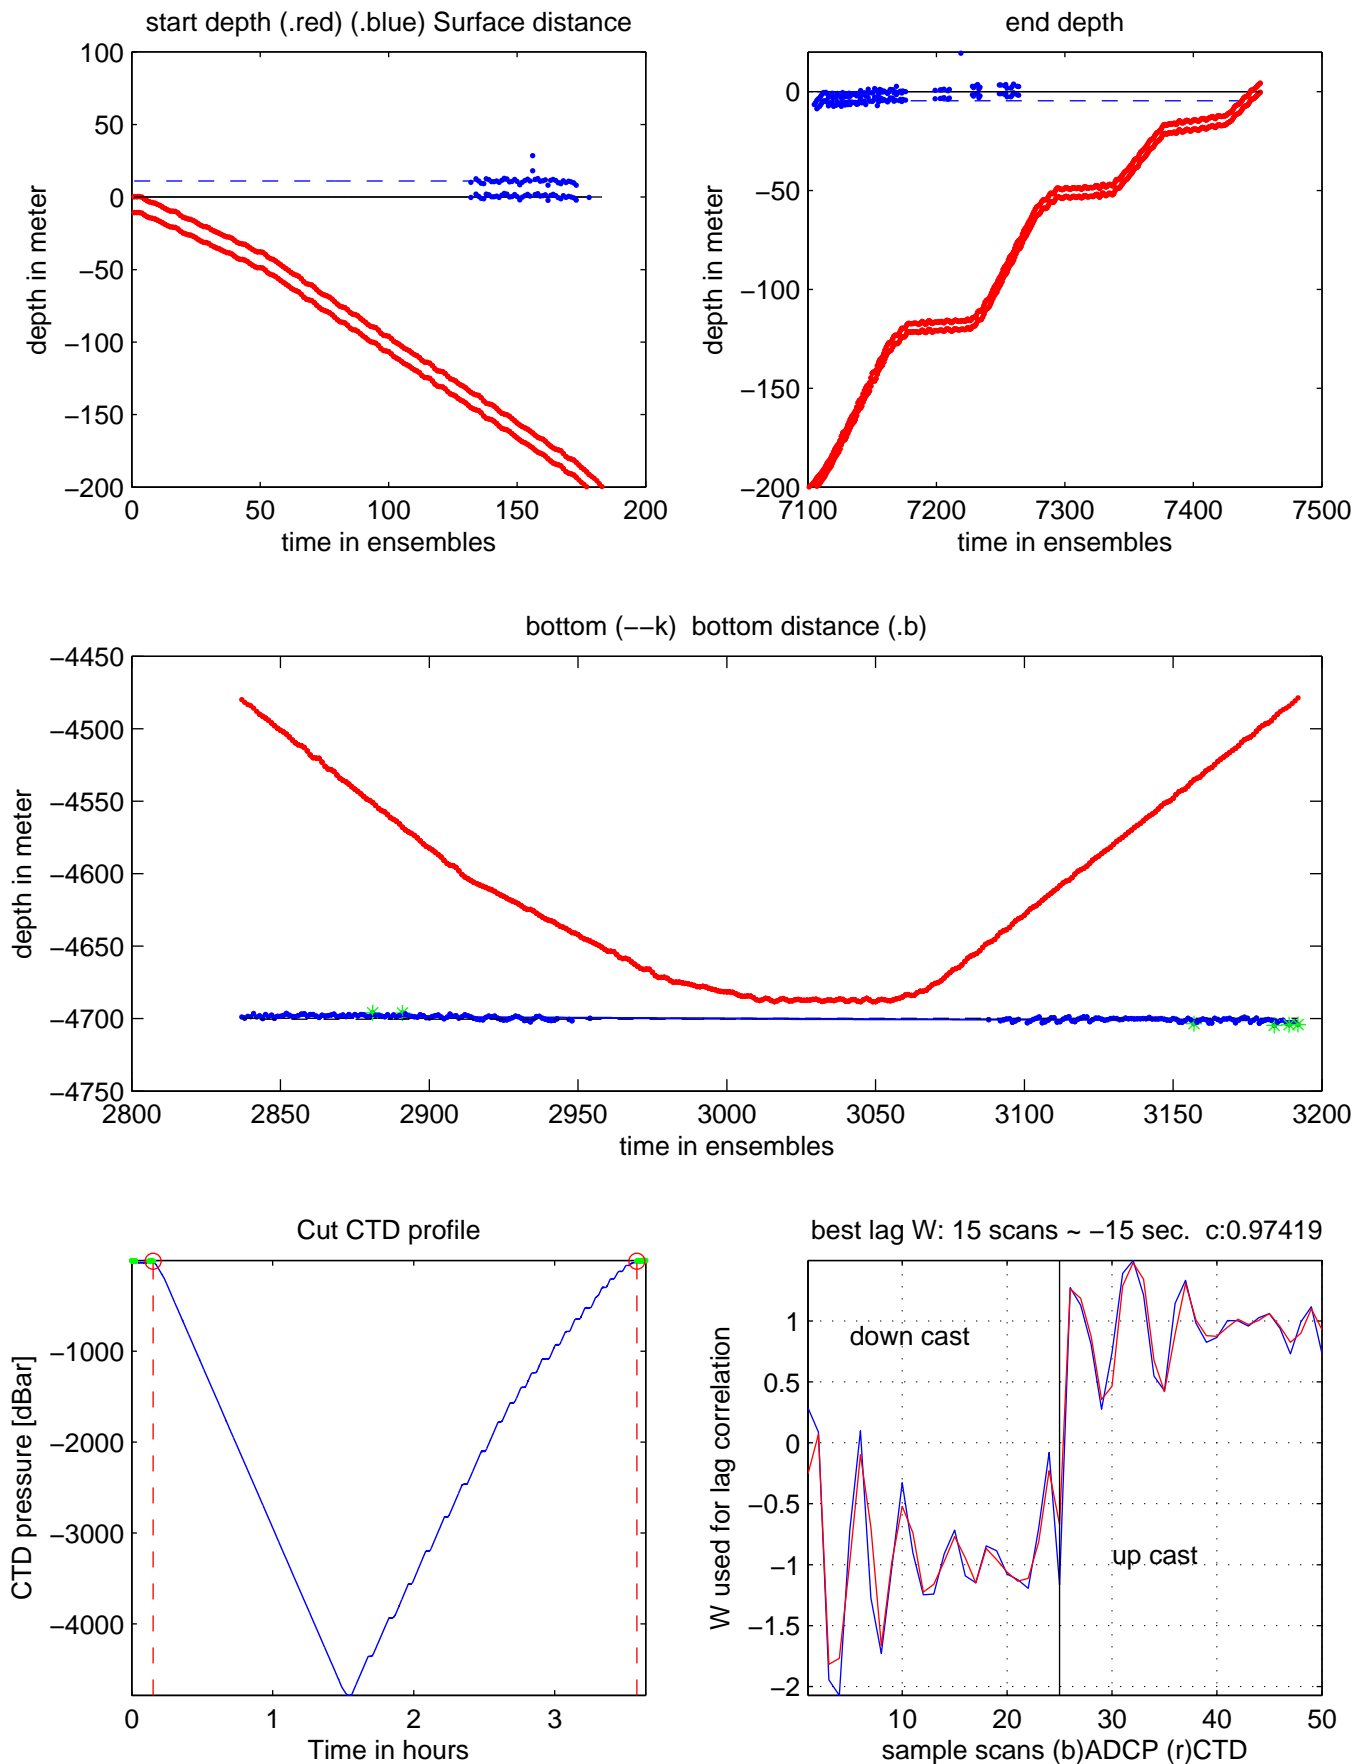 start depth (.red) (.blue) Surface distance
100
50
0
−50
−100
−150
−200
0 50 100 150 200
depth in meter
time in ensembles
end depth
0
−50
−100
−150
−200
7100 7200 7300 7400 7500
depth in meter
time in ensembles
bottom (−−k) bottom distance (.b)
−4450
−4500
−4550
−4600
−4650
−4700
−4750
2800 2850 2900 2950 3000 3050 3100 3150 3200
depth in meter
time in ensembles
Cut CTD profile
−1000
−2000
−3000
−4000
0 1 2 3
CTD pressure [dBar]
Time in hours
best lag W: 15 scans ~ −15 sec. c:0.97419
1
0.5
0
−0.5
−1
−1.5
−2
10 20 30 40 50
down cast
up cast
W used for lag correlation
sample scans (b)ADCP (r)CTD